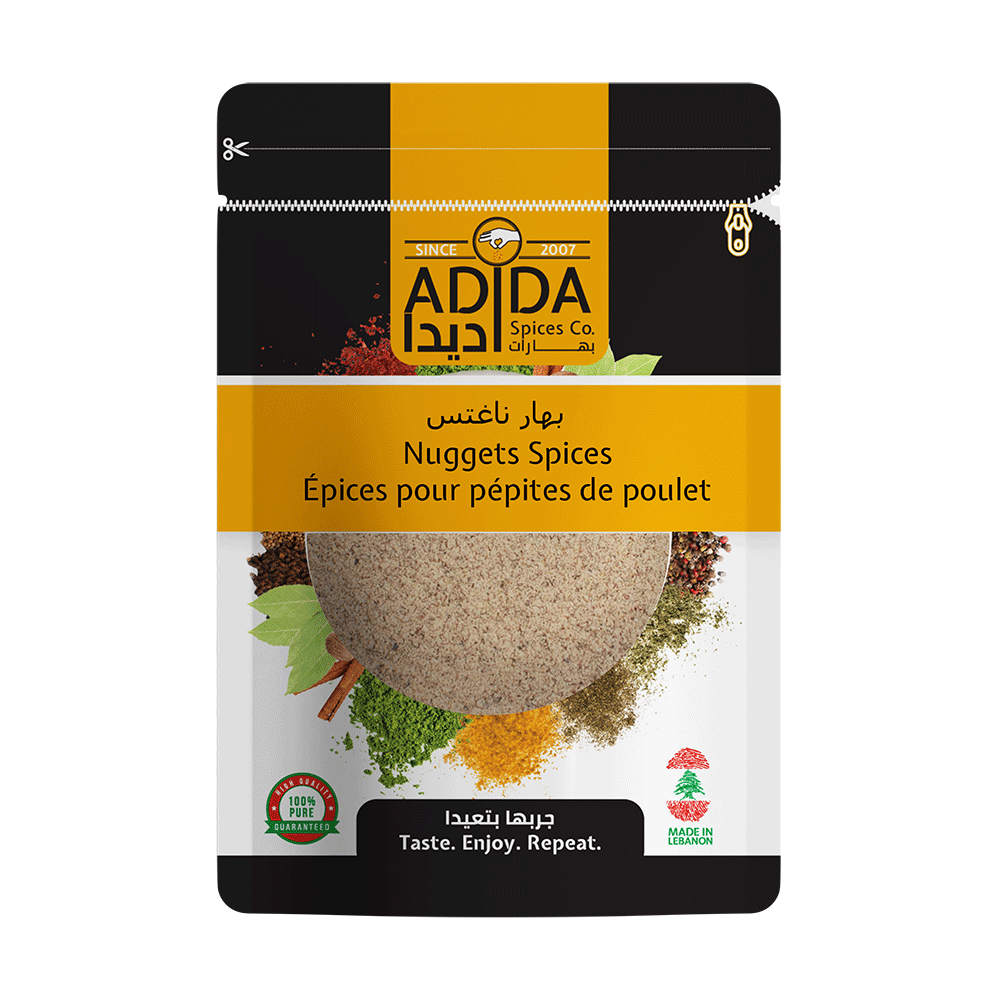 SINCE 2007
ADIDA
اديدا
Spices Co.
بهارات
بهار ناغتس
Nuggets Spices
Épices pour pépites de poulet
HIGH QUALITY
100%
PURE
GUARANTEED
جربها بتعيدا
Taste. Enjoy. Repeat.
MADE IN
LEBANON